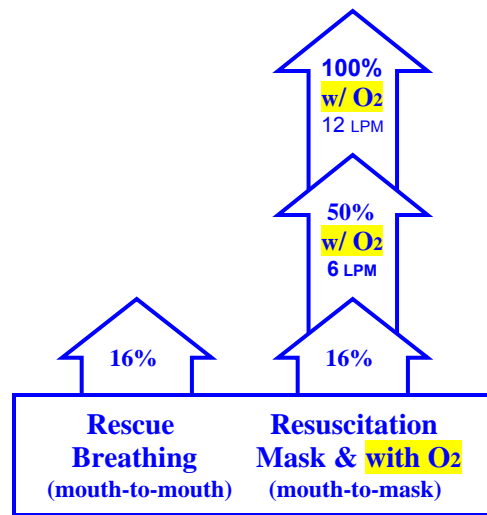 100%
w/ O2
12 LPM
50%
w/ O2
6 LPM
16%
16%
Rescue
Breathing
(mouth-to-mouth)
Resuscitation
Mask & with O2
(mouth-to-mask)